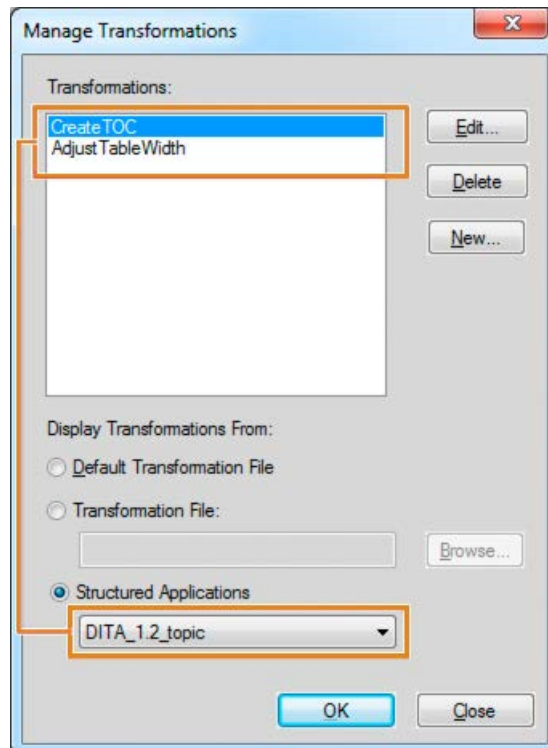 Manage Transformations
X
Transformations:
CreateTOC
AdjustTableWidth
Edit...
Delete
New...
Display Transformations From:
Default Transformation File
Transformation File:
Browse...
Structured Applications
DITA_1.2_topic
OK
Close